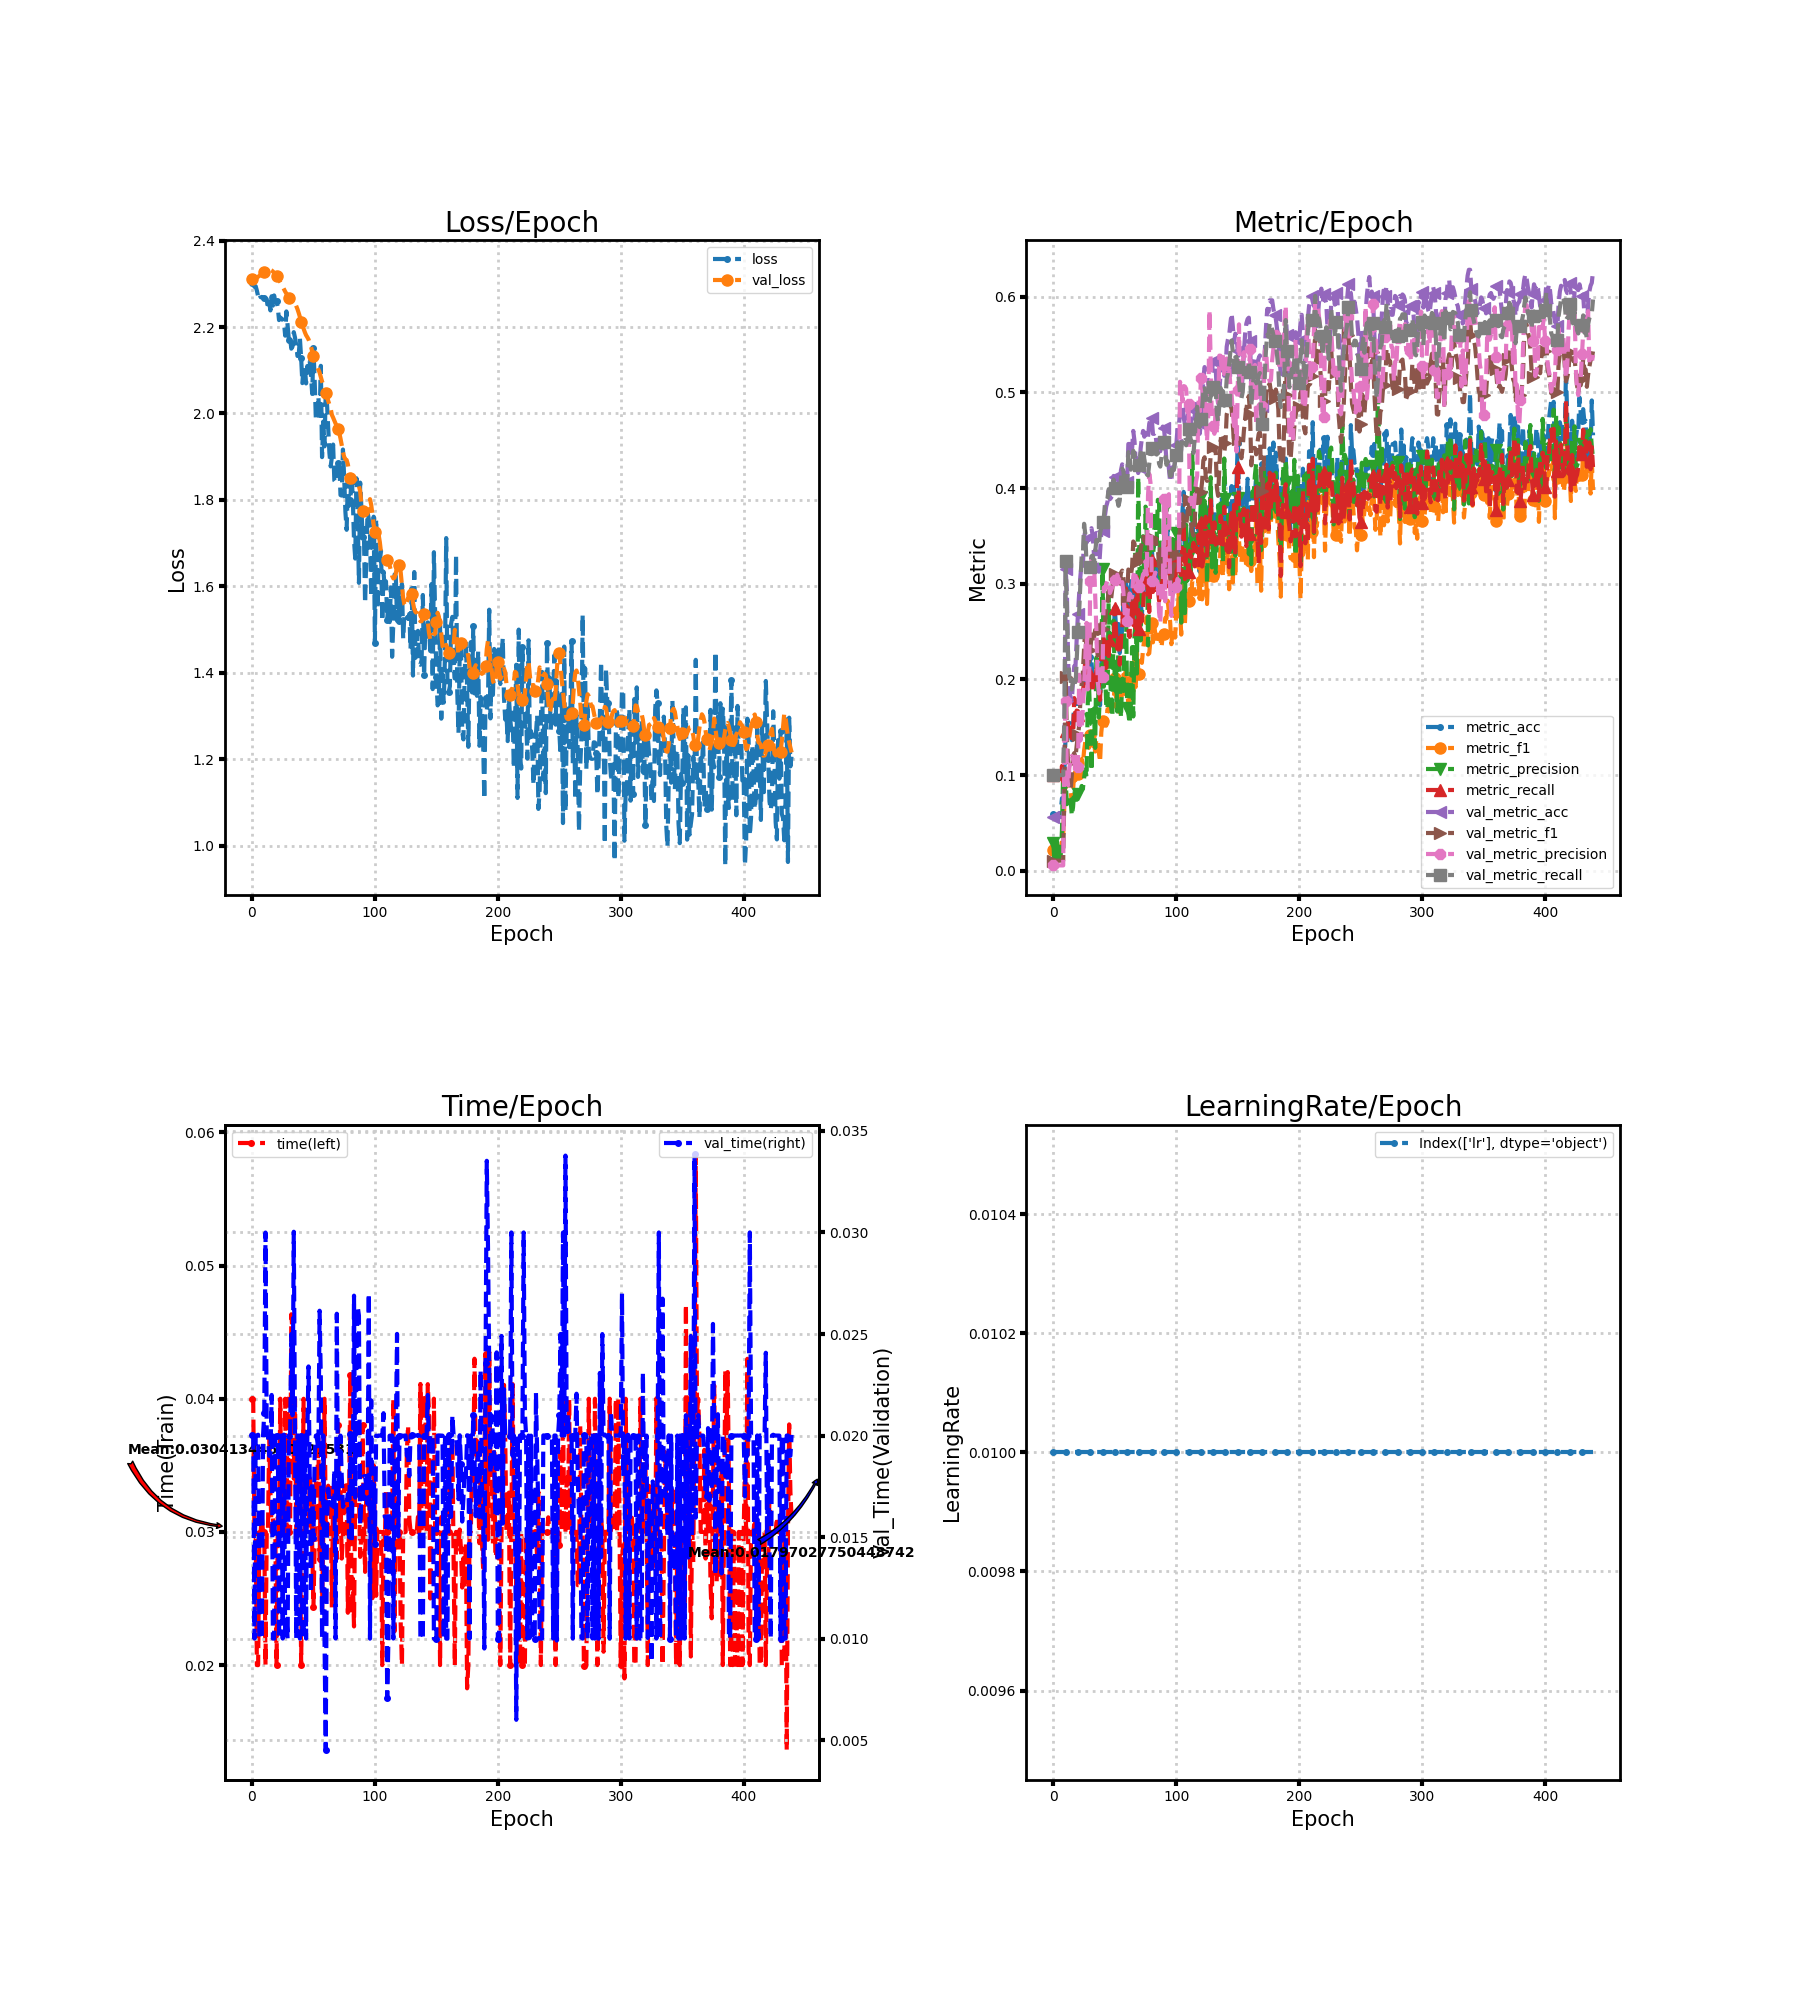 Loss/Epoch
2.4
2.2
2.0
1.8
1.6
1.4
1.2
1.0
Loss
loss
val_loss
0 100 200 300 400
Epoch
Metric/Epoch
0.6
0.5
0.4
0.3
0.2
0.1
0.0
Metric
metric_acc
metric_f1
metric_precision
metric_recall
val_metric_acc
val_metric_f1
val_metric_precision
val_metric_recall
0 100 200 300 400
Epoch
Time/Epoch
time(left)
val_time(right)
0.06
0.05
0.04
0.03
0.02
Time(Train)
0.035
0.030
0.025
0.020
0.015
0.010
0.005
Val_Time(Validation)
0 100 200 300 400
Epoch
LearningRate/Epoch
Index(['lr'], dtype='object')
0.0104
0.0102
0.0100
0.0098
0.0096
LearningRate
0 100 200 300 400
Epoch